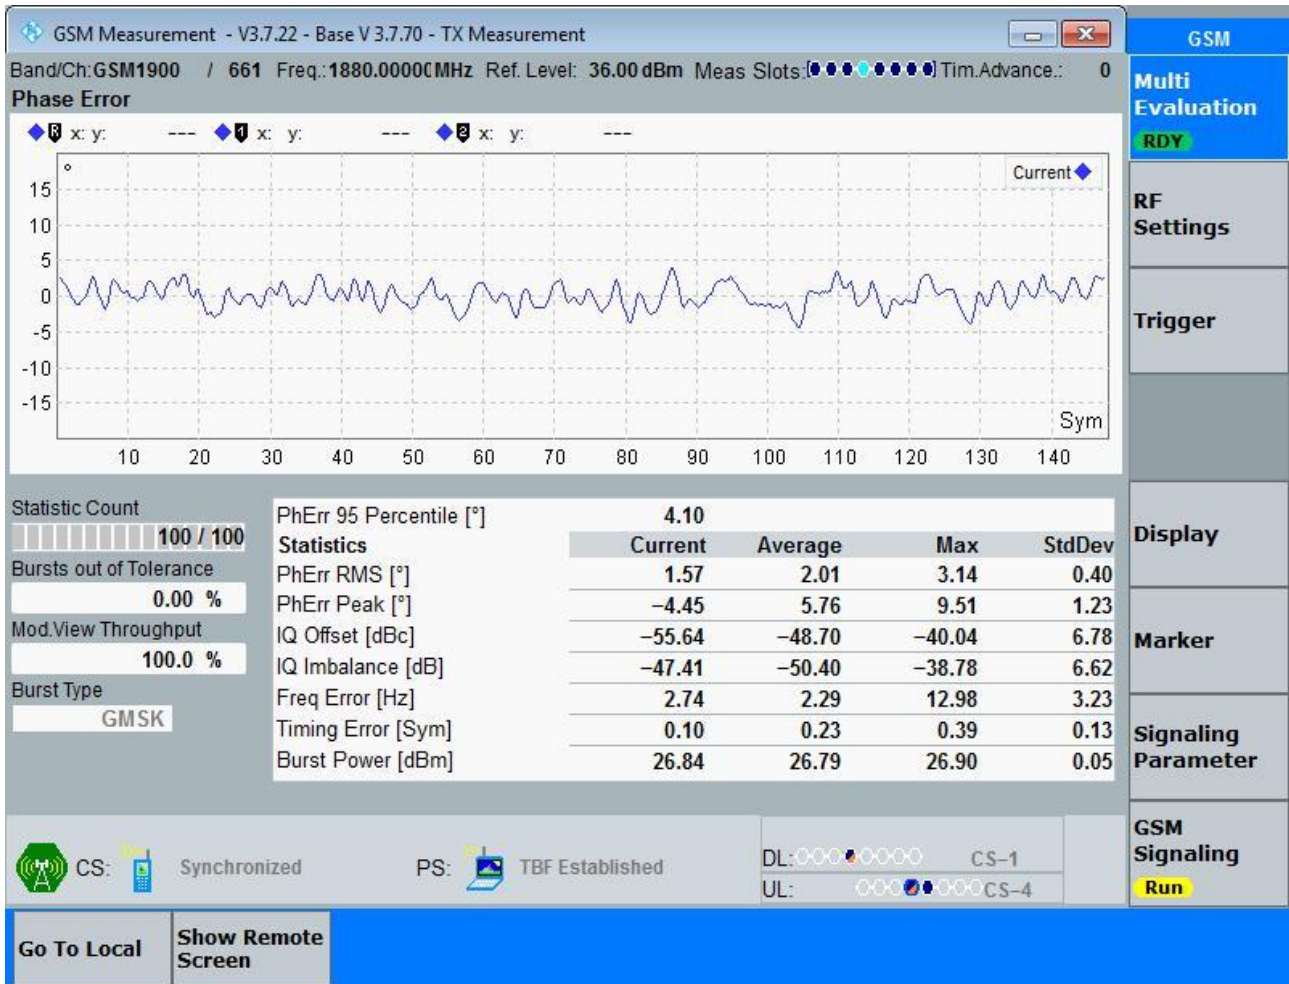 GSM Measurement - V3.7.22 - Base V 3.7.70 - TX Measurement
GSM
Band/Ch:GSM1900 / 661 Freq.:1880.00000 MHz Ref. Level: 36.00 dBm Meas Slots: Tim.Advance.: 0
Phase Error
R x: y: --- 1 x: y: --- 2 x: y: ---
°
Current
15
10
5
0
-5
-10
-15
Sym
10 20 30 40 50 60 70 80 90 100 110 120 130 140
Statistic Count
100 / 100
Bursts out of Tolerance
0.00 %
Mod.View Throughput
100.0 %
Burst Type
GMSK
PhErr 95 Percentile [°] 4.10
Statistics Current Average Max StdDev
PhErr RMS [°] 1.57 2.01 3.14 0.40
PhErr Peak [°] −4.45 5.76 9.51 1.23
IQ Offset [dBc] −55.64 −48.70 −40.04 6.78
IQ Imbalance [dB] −47.41 −50.40 −38.78 6.62
Freq Error [Hz] 2.74 2.29 12.98 3.23
Timing Error [Sym] 0.10 0.23 0.39 0.13
Burst Power [dBm] 26.84 26.79 26.90 0.05
CS: Synchronized PS: TBF Established
DL: CS−1
UL: CS−4
Multi
Evaluation
RDY
RF
Settings
Trigger
Display
Marker
Signaling
Parameter
GSM
Signaling
Run
Go To Local
Show Remote
Screen